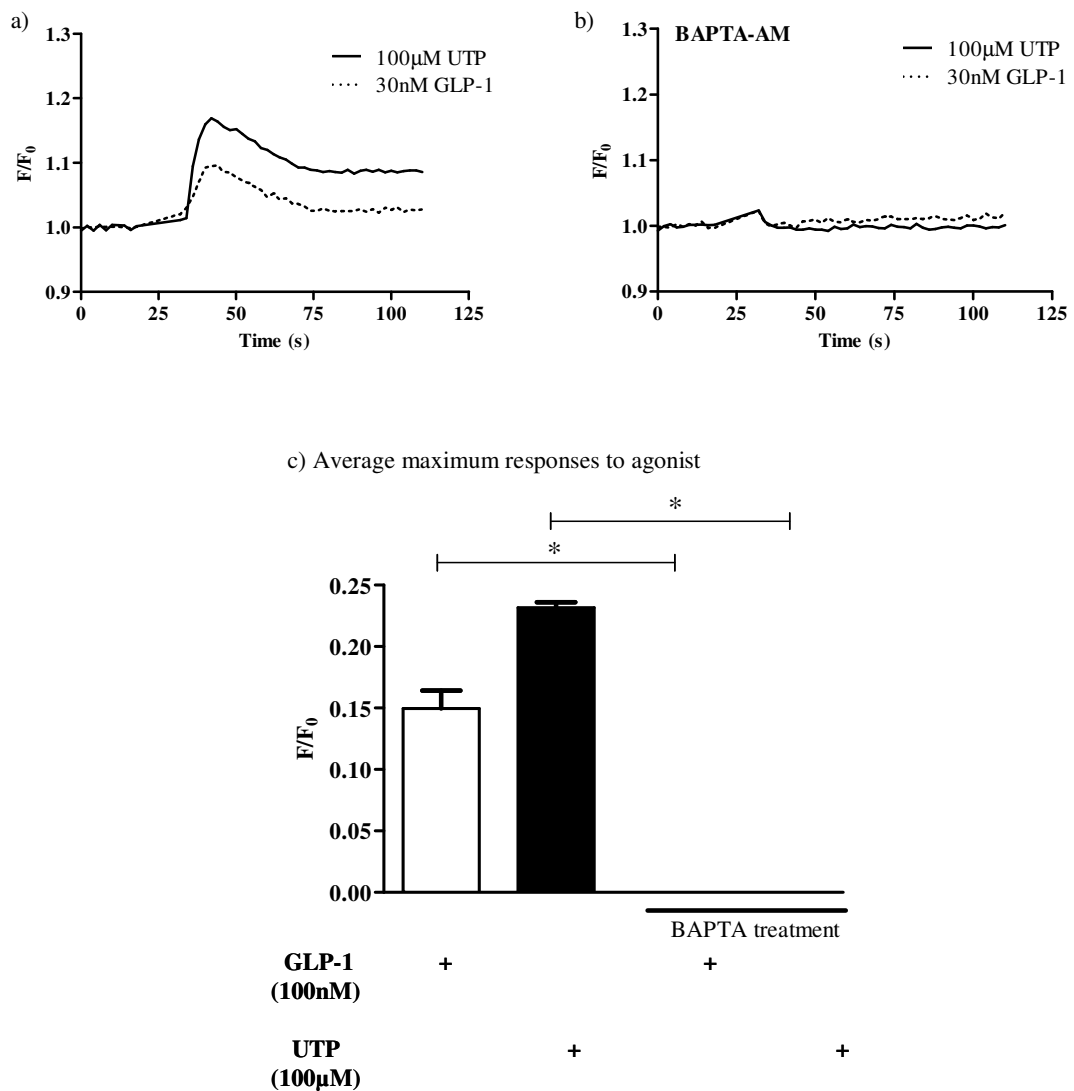 a)
1.3
1.2
1.1
1.0
0.9
F/F0
0
25
50
75
100
125
Time (s)
100µM UTP
30nM GLP-1
b)
BAPTA-AM
1.3
1.2
1.1
1.0
0.9
F/F0
0
25
50
75
100
125
Time (s)
100µM UTP
30nM GLP-1
c) Average maximum responses to agonist
*
*
0.25
0.20
0.15
0.10
0.05
0.00
F/F0
BAPTA treatment
GLP-1 + +
(100nM)
UTP + +
(100µM)